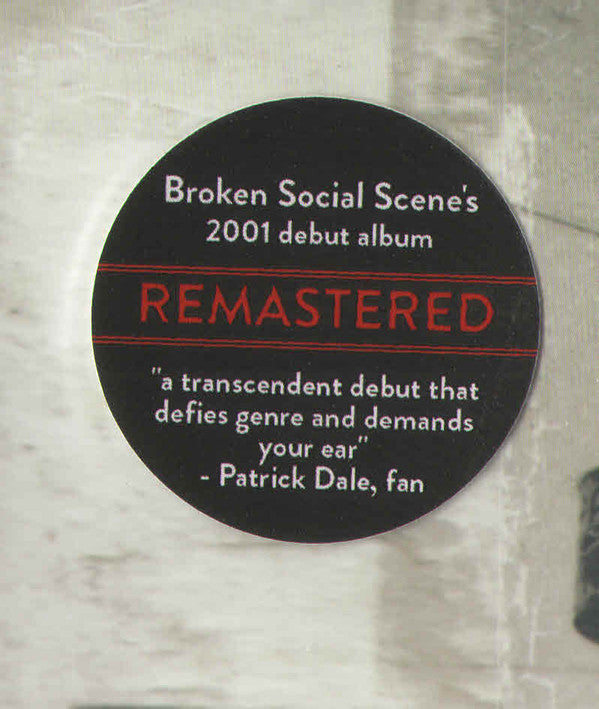 Broken Social Scene's
2001 debut album
REMASTERED
"a transcendent debut that
defies genre and demands
your ear"
- Patrick Dale, fan